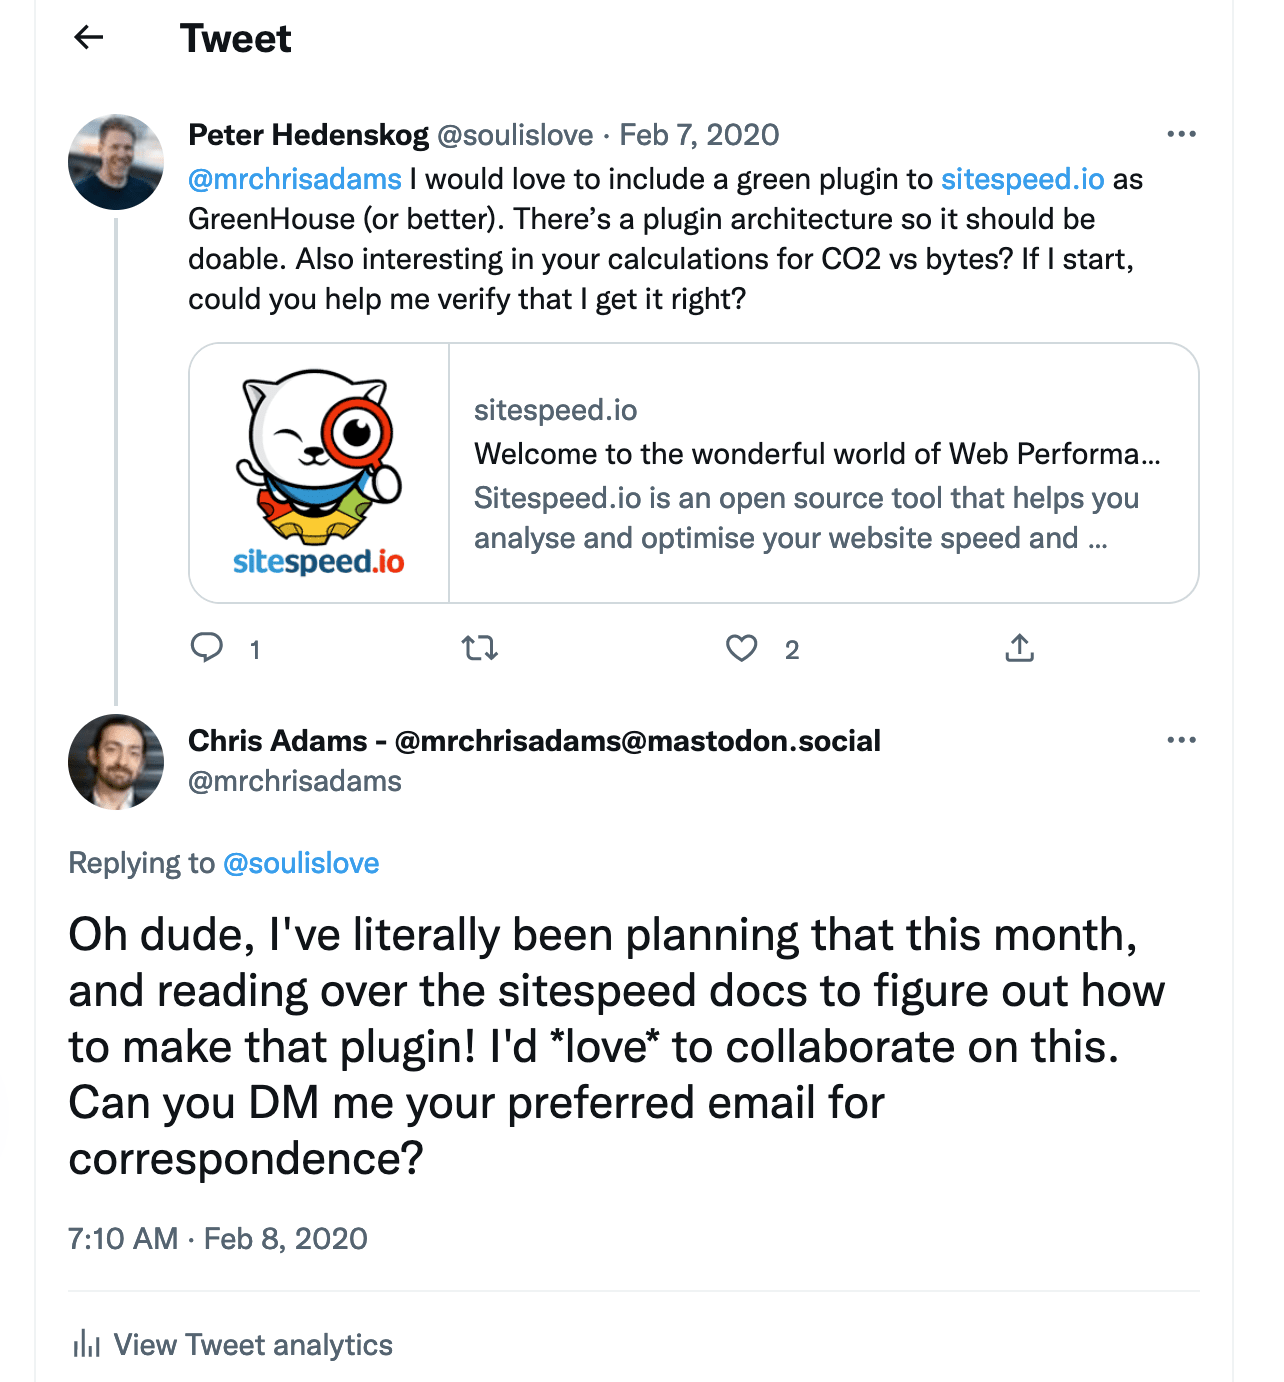 Tweet
Peter Hedenskog @soulislove · Feb 7, 2020
@mrchrisadams I would love to include a green plugin to sitespeed.io as
GreenHouse (or better). There’s a plugin architecture so it should be
doable. Also interesting in your calculations for CO2 vs bytes? If I start,
could you help me verify that I get it right?
sitespeed.io
sitespeed.io
Welcome to the wonderful world of Web Performa...
Sitespeed.io is an open source tool that helps you
analyse and optimise your website speed and ...
1 2
Chris Adams - @mrchrisadams@mastodon.social
@mrchrisadams
Replying to @soulislove
Oh dude, I've literally been planning that this month,
and reading over the sitespeed docs to figure out how
to make that plugin! I'd *love* to collaborate on this.
Can you DM me your preferred email for
correspondence?
7:10 AM · Feb 8, 2020
View Tweet analytics